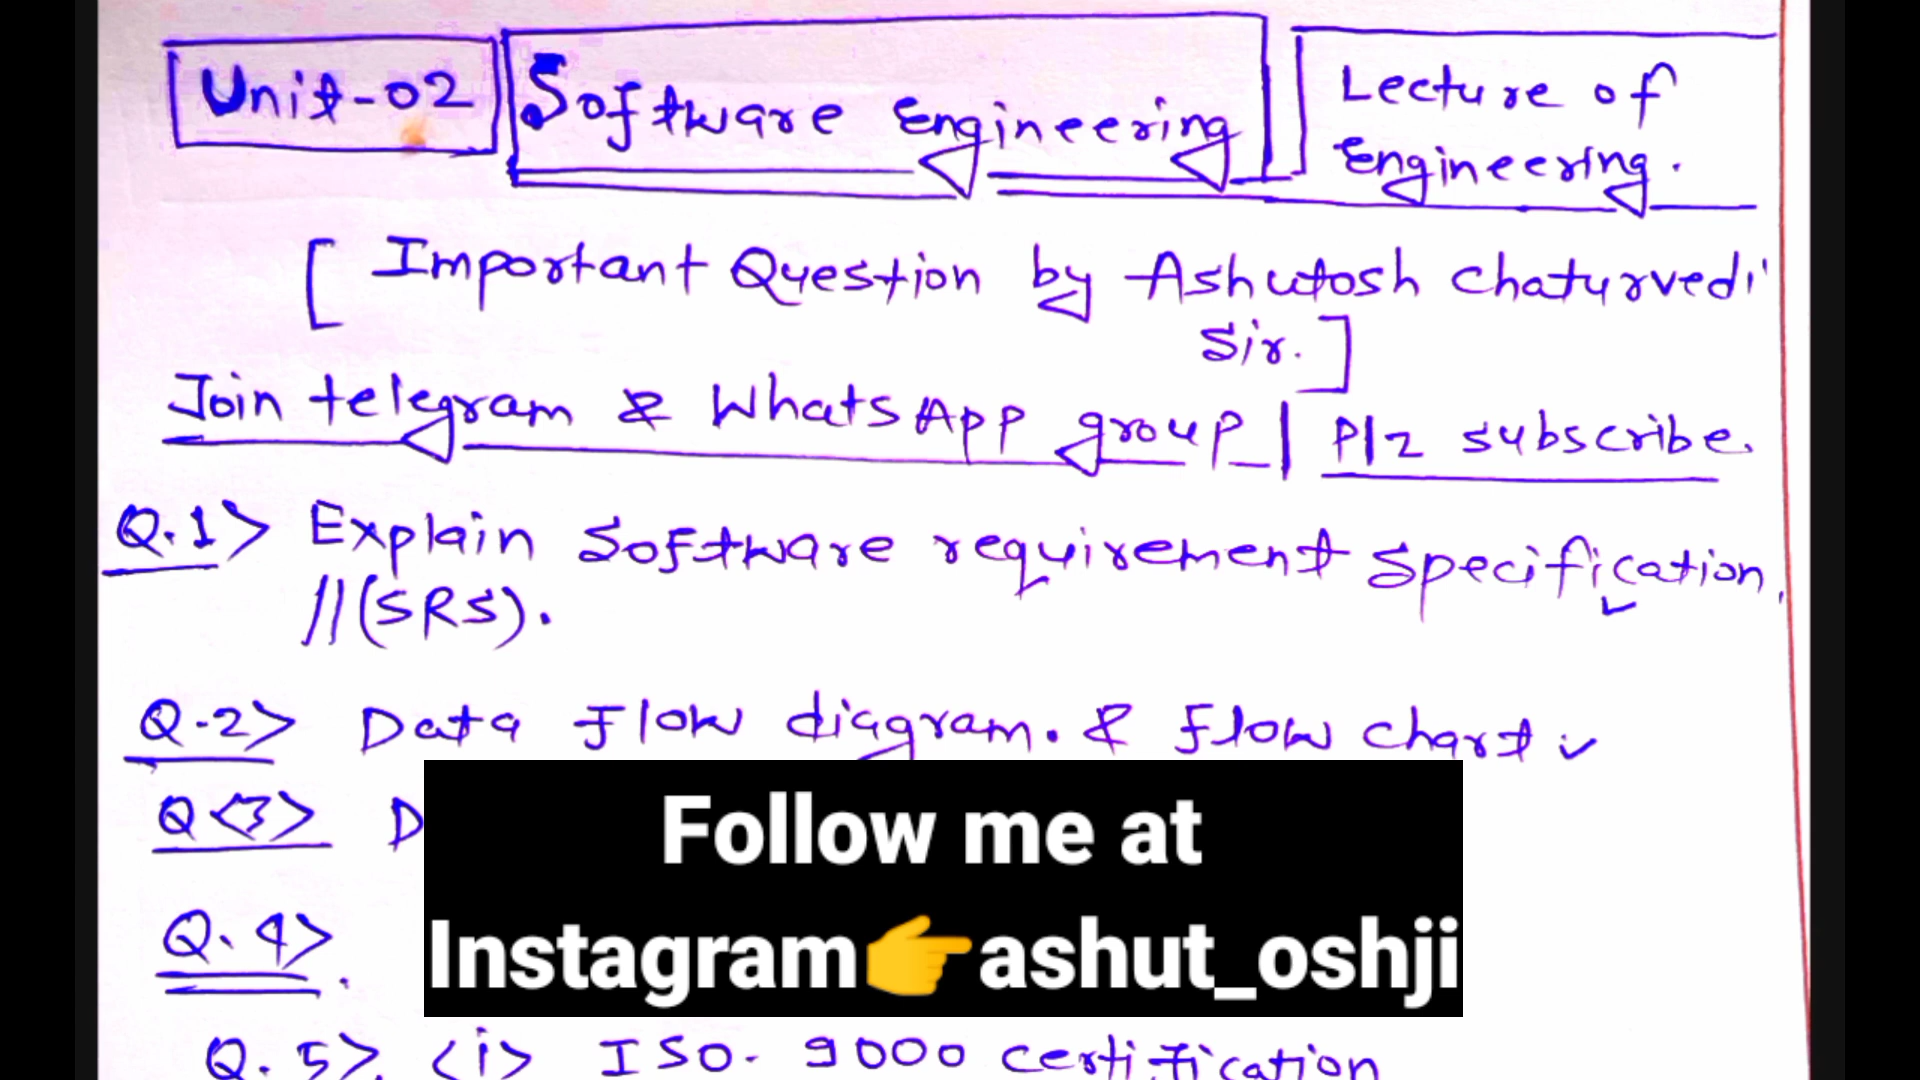 Unit-02 Software Engineering Lecture of
Engineering.
[ Important Question by Ashutosh Chaturvedi
Sir. ]
Join telegram & WhatsApp group | Plz subscribe.
Q.1> Explain Software requirement Specification.
//(SRS).
Q.2> Data flow diagram. & flow chart
Q<3> D
Follow me at
Q.4>
Instagram👉ashut_oshji
Q.5> <i> ISO- 9000 certification